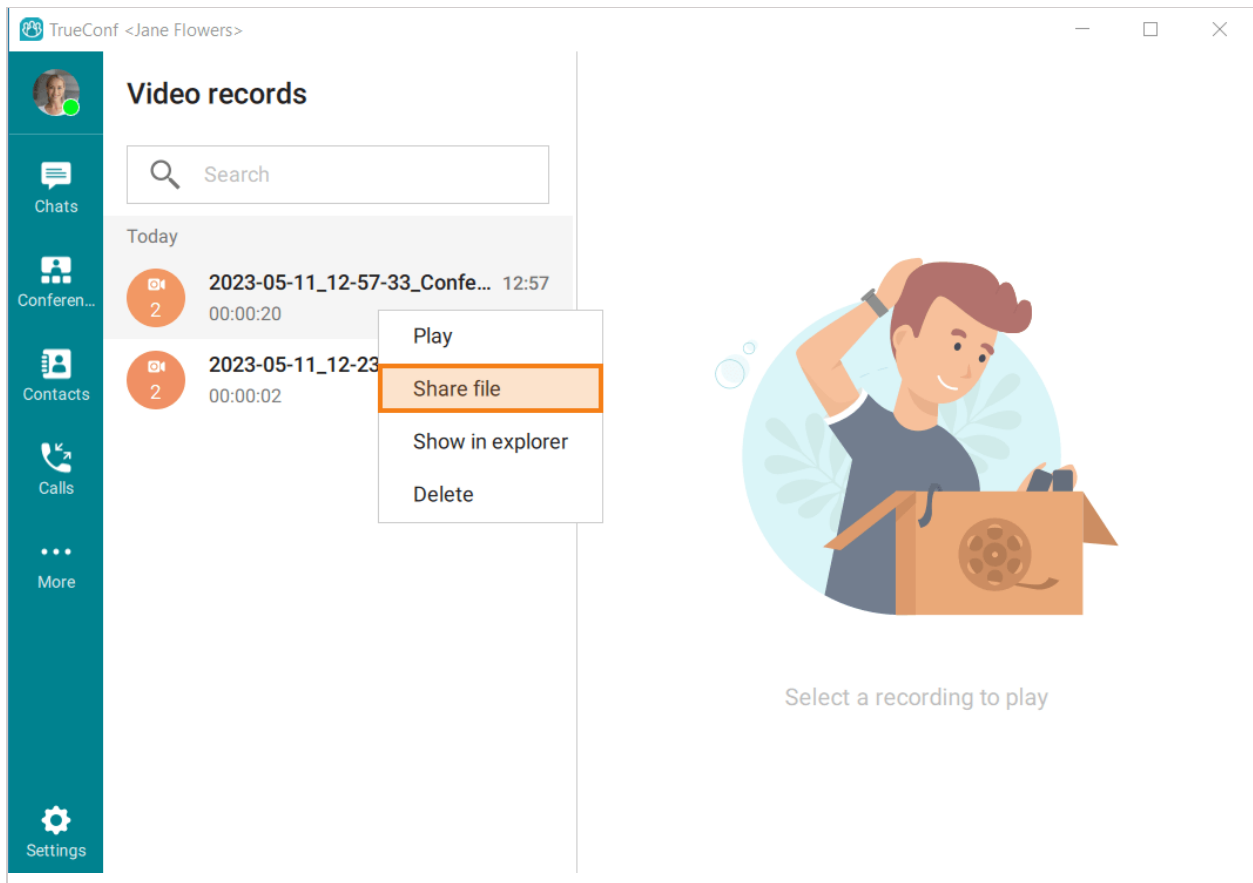 TrueConf <Jane Flowers>
Video records
Search
Chats
Today
2023-05-11_12-57-33_Confe... 12:57
2
00:00:20
Conferen...
Play
2023-05-11_12-23
2
00:00:02
Share file
Contacts
Show in explorer
Calls
Delete
More
Select a recording to play
Settings